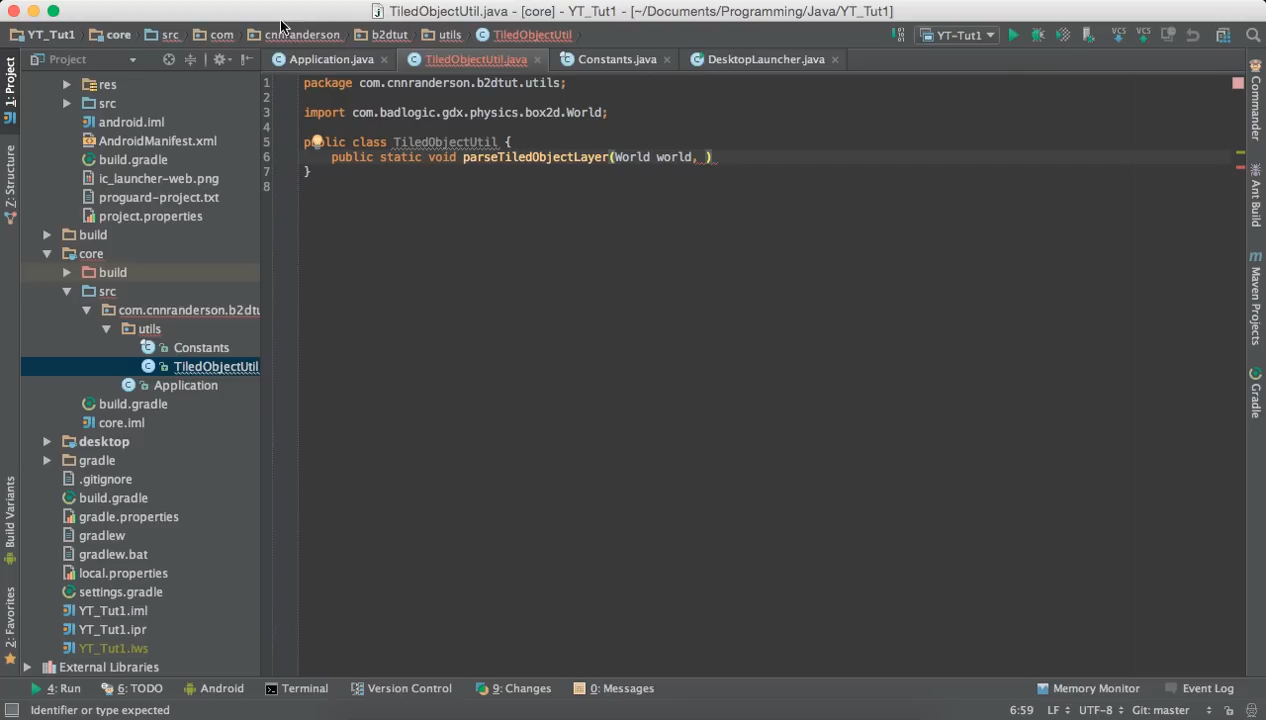 TiledObjectUtil.java - [core] - YT_Tut1 - [~/Documents/Programming/Java/YT_Tut1]
YT_Tut1 core src com cnnranderson b2dtut utils TiledObjectUtil YT-Tut1
Project Application.java TiledObjectUtil.java Constants.java DesktopLauncher.java
1: Project
Z: Structure
Build Variants
2: Favorites
res
src
android.iml
AndroidManifest.xml
build.gradle
ic_launcher-web.png
proguard-project.txt
project.properties
build
core
build
src
com.cnnranderson.b2dtu
utils
Constants
TiledObjectUtil
Application
build.gradle
core.iml
desktop
gradle
.gitignore
build.gradle
gradle.properties
gradlew
gradlew.bat
local.properties
settings.gradle
YT_Tut1.iml
YT_Tut1.ipr
YT_Tut1.iws
External Libraries
1 package com.cnnranderson.b2dtut.utils;
2
3 import com.badlogic.gdx.physics.box2d.World;
4
5 public class TiledObjectUtil {
6 public static void parseTiledObjectLayer(World world, )
7 }
8
Commander
Ant Build
m Maven Projects
Gradle
4: Run 6: TODO Android Terminal Version Control 9: Changes 0: Messages Memory Monitor Event Log
Identifier or type expected 6:59 LF UTF-8 Git: master